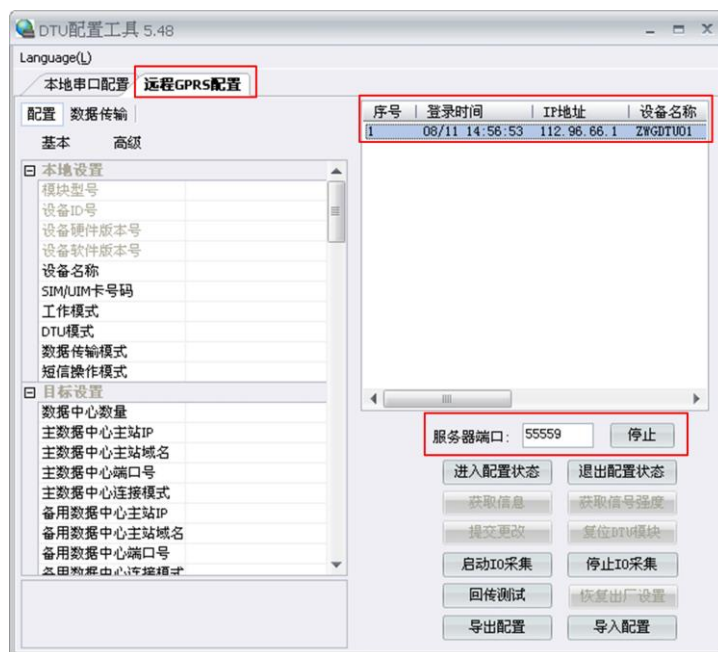 DTU配置工具 5.48
Language(L)
本地串口配置 远程GPRS配置
配置 数据传输
基本 高级
本地设置
模块型号
设备ID号
设备硬件版本号
设备软件版本号
设备名称
SIM/UIM卡号码
工作模式
DTU模式
数据传输模式
短信操作模式
目标设置
数据中心数量
主数据中心主站IP
主数据中心主站域名
主数据中心端口号
主数据中心连接模式
备用数据中心主站IP
备用数据中心主站域名
备用数据中心端口号
备用数据中心连接模式
序号 登录时间 IP地址 设备名称
1 08/11 14:56:53 112.96.66.1 ZWGDTU01
服务器端口: 55559 停止
进入配置状态 退出配置状态
获取信息 获取信号强度
提交更改 复位DTU模块
启动IO采集 停止IO采集
回传测试 恢复出厂设置
导出配置 导入配置